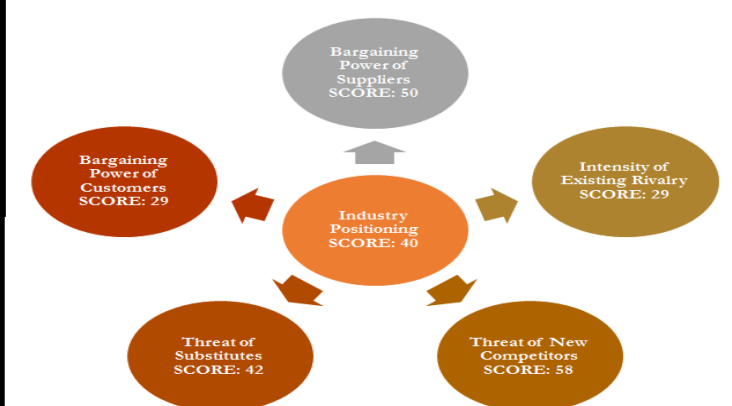 Bargaining
Power of
Suppliers
SCORE: 50
Bargaining
Power of
Customers
SCORE: 29
Intensity of
Existing Rivalry
SCORE: 29
Industry
Positioning
SCORE: 40
Threat of
Substitutes
SCORE: 42
Threat of New
Competitors
SCORE: 58